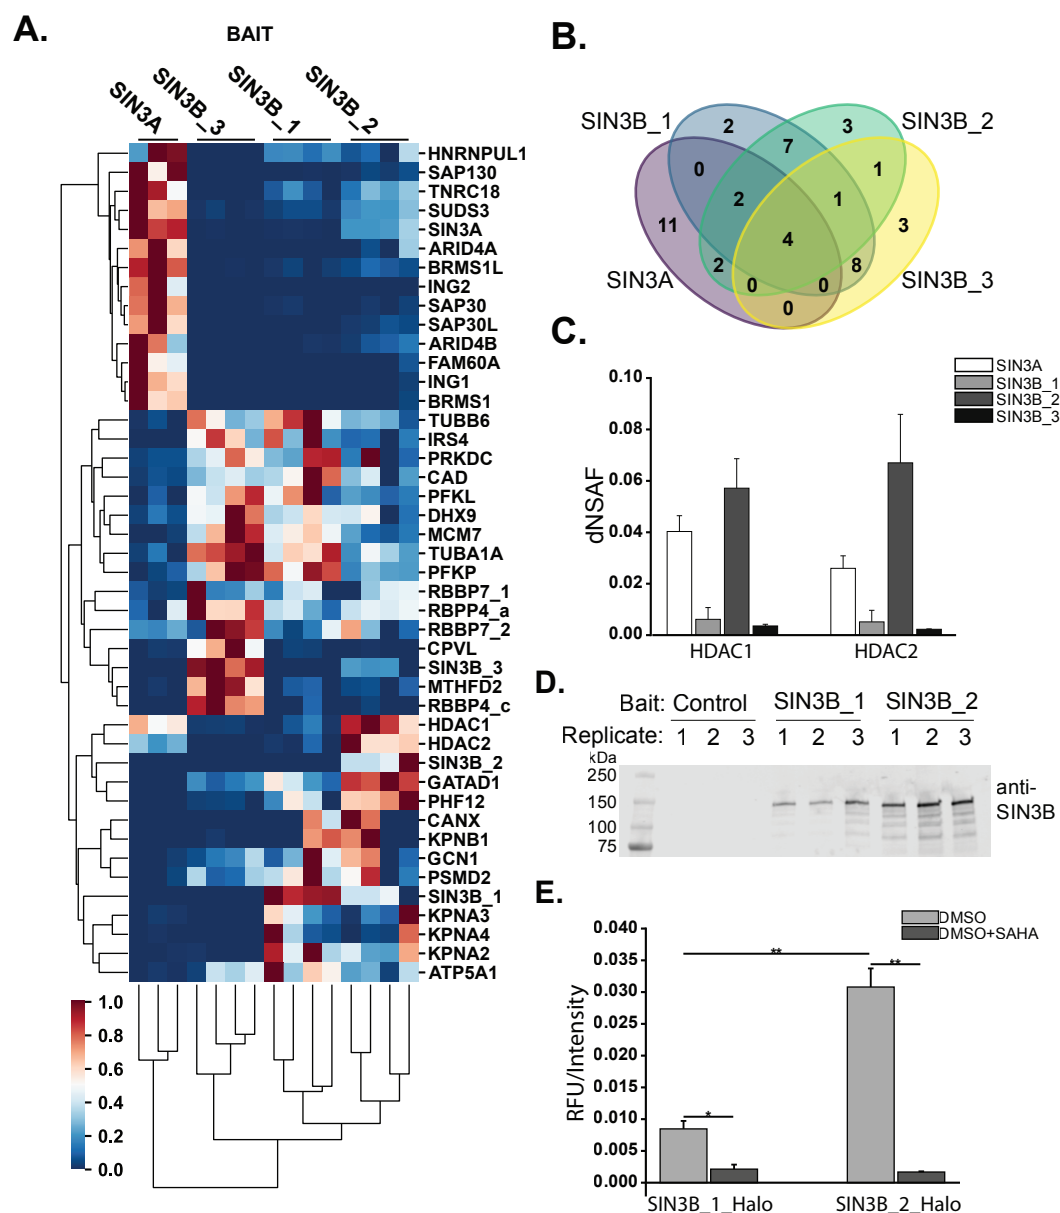 A.
BAIT
SIN3A
SIN3B_3
SIN3B_1
SIN3B_2
HNRNPUL1
SAP130
TNRC18
SUDS3
SIN3A
ARID4A
BRMS1L
ING2
SAP30
SAP30L
ARID4B
FAM60A
ING1
BRMS1
TUBB6
IRS4
PRKDC
CAD
PFKL
DHX9
MCM7
TUBA1A
PFKP
RBBP7_1
RBPP4_a
RBBP7_2
CPVL
SIN3B_3
MTHFD2
RBBP4_c
HDAC1
HDAC2
SIN3B_2
GATAD1
PHF12
CANX
KPNB1
GCN1
PSMD2
SIN3B_1
KPNA3
KPNA4
KPNA2
ATP5A1
1.0
0.8
0.6
0.4
0.2
0.0
B.
SIN3B_1
SIN3B_2
SIN3A
SIN3B_3
2
3
7
0
1
2
1
11
4
3
2
8
0
0
0
C.
SIN3A
SIN3B_1
SIN3B_2
SIN3B_3
dNSAF
0.10
0.08
0.06
0.04
0.02
0.00
HDAC1
HDAC2
D.
Bait: Control SIN3B_1 SIN3B_2
Replicate: 1 2 3 1 2 3 1 2 3
kDa
250
150
100
75
anti-
SIN3B
E.
DMSO
DMSO+SAHA
RFU/Intensity
0.040
0.035
0.030
0.025
0.020
0.015
0.010
0.005
0.000
**
**
*
SIN3B_1_Halo
SIN3B_2_Halo